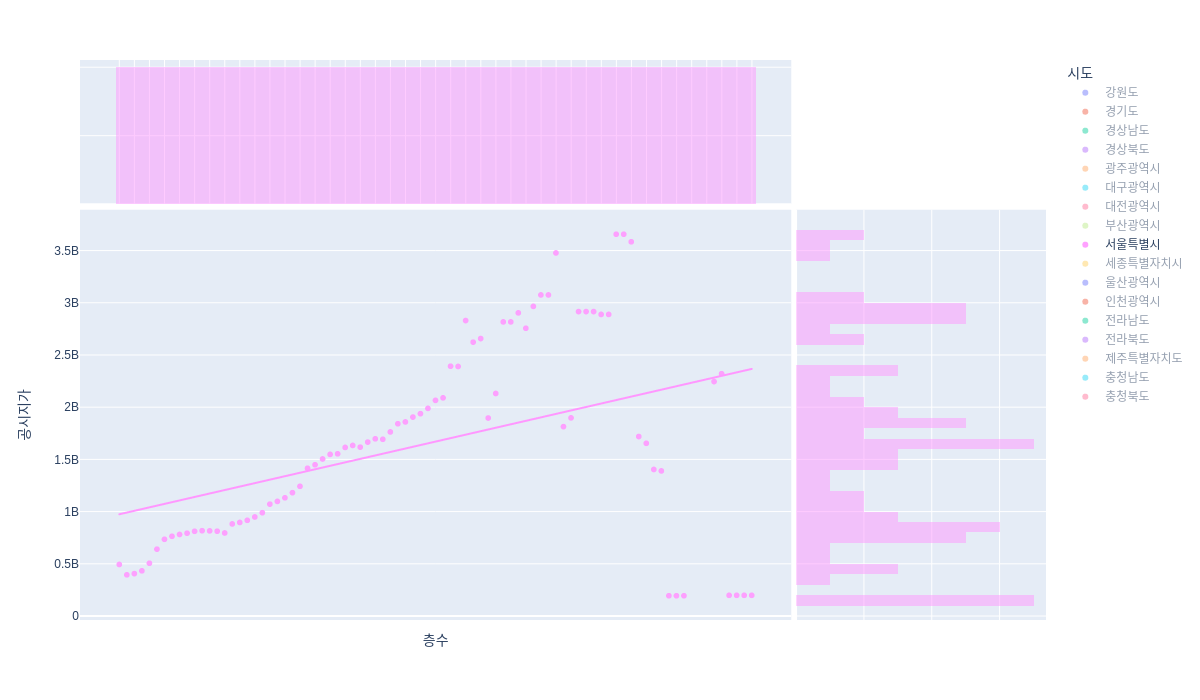 시도
강원도
경기도
경상남도
경상북도
광주광역시
대구광역시
대전광역시
부산광역시
서울특별시
세종특별자치시
울산광역시
인천광역시
전라남도
전라북도
제주특별자치도
충청남도
충청북도
3.5B
3B
2.5B
2B
1.5B
1B
0.5B
0
공시지가
층수